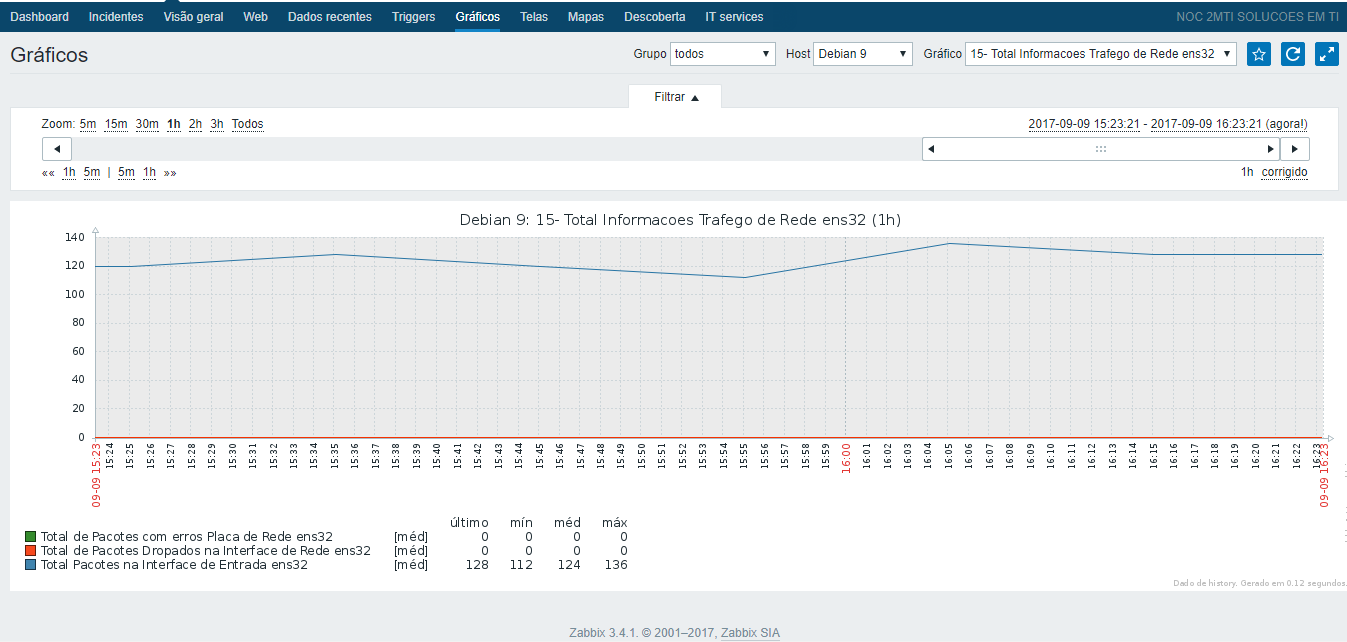 Dashboard Incidentes Visão geral Web Dados recentes Triggers Gráficos Telas Mapas Descoberta IT services NOC 2MTI SOLUCOES EM TI
Gráficos Grupo todos Host Debian 9 Gráfico 15- Total Informacoes Trafego de Rede ens32
Filtrar
Zoom: 5m 15m 30m 1h 2h 3h Todos 2017-09-09 15:23:21 - 2017-09-09 16:23:21 (agora!)
«« 1h 5m | 5m 1h »» 1h corrigido
Debian 9: 15- Total Informacoes Trafego de Rede ens32 (1h)
140
120
100
80
60
40
20
0
09-09 15:23 15:24 15:25 15:26 15:27 15:28 15:29 15:30 15:31 15:32 15:33 15:34 15:35 15:36 15:37 15:38 15:39 15:40 15:41 15:42 15:43 15:44 15:45 15:46 15:47 15:48 15:49 15:50 15:51 15:52 15:53 15:54 15:55 15:56 15:57 15:58 15:59 16:00 16:01 16:02 16:03 16:04 16:05 16:06 16:07 16:08 16:09 16:10 16:11 16:12 16:13 16:14 16:15 16:16 16:17 16:18 16:19 16:20 16:21 16:22 16:23 09-09 16:23
último mín méd máx
Total de Pacotes com erros Placa de Rede ens32 [méd] 0 0 0 0
Total de Pacotes Dropados na Interface de Rede ens32 [méd] 0 0 0 0
Total Pacotes na Interface de Entrada ens32 [méd] 128 112 124 136
Dado de history. Gerado em 0.12 segundos.
Zabbix 3.4.1. © 2001–2017, Zabbix SIA